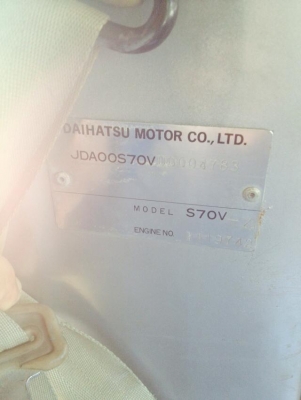 DAIHATSU MOTOR CO., LTD.
JDA00S70V
MODEL S70V
ENGINE NO.